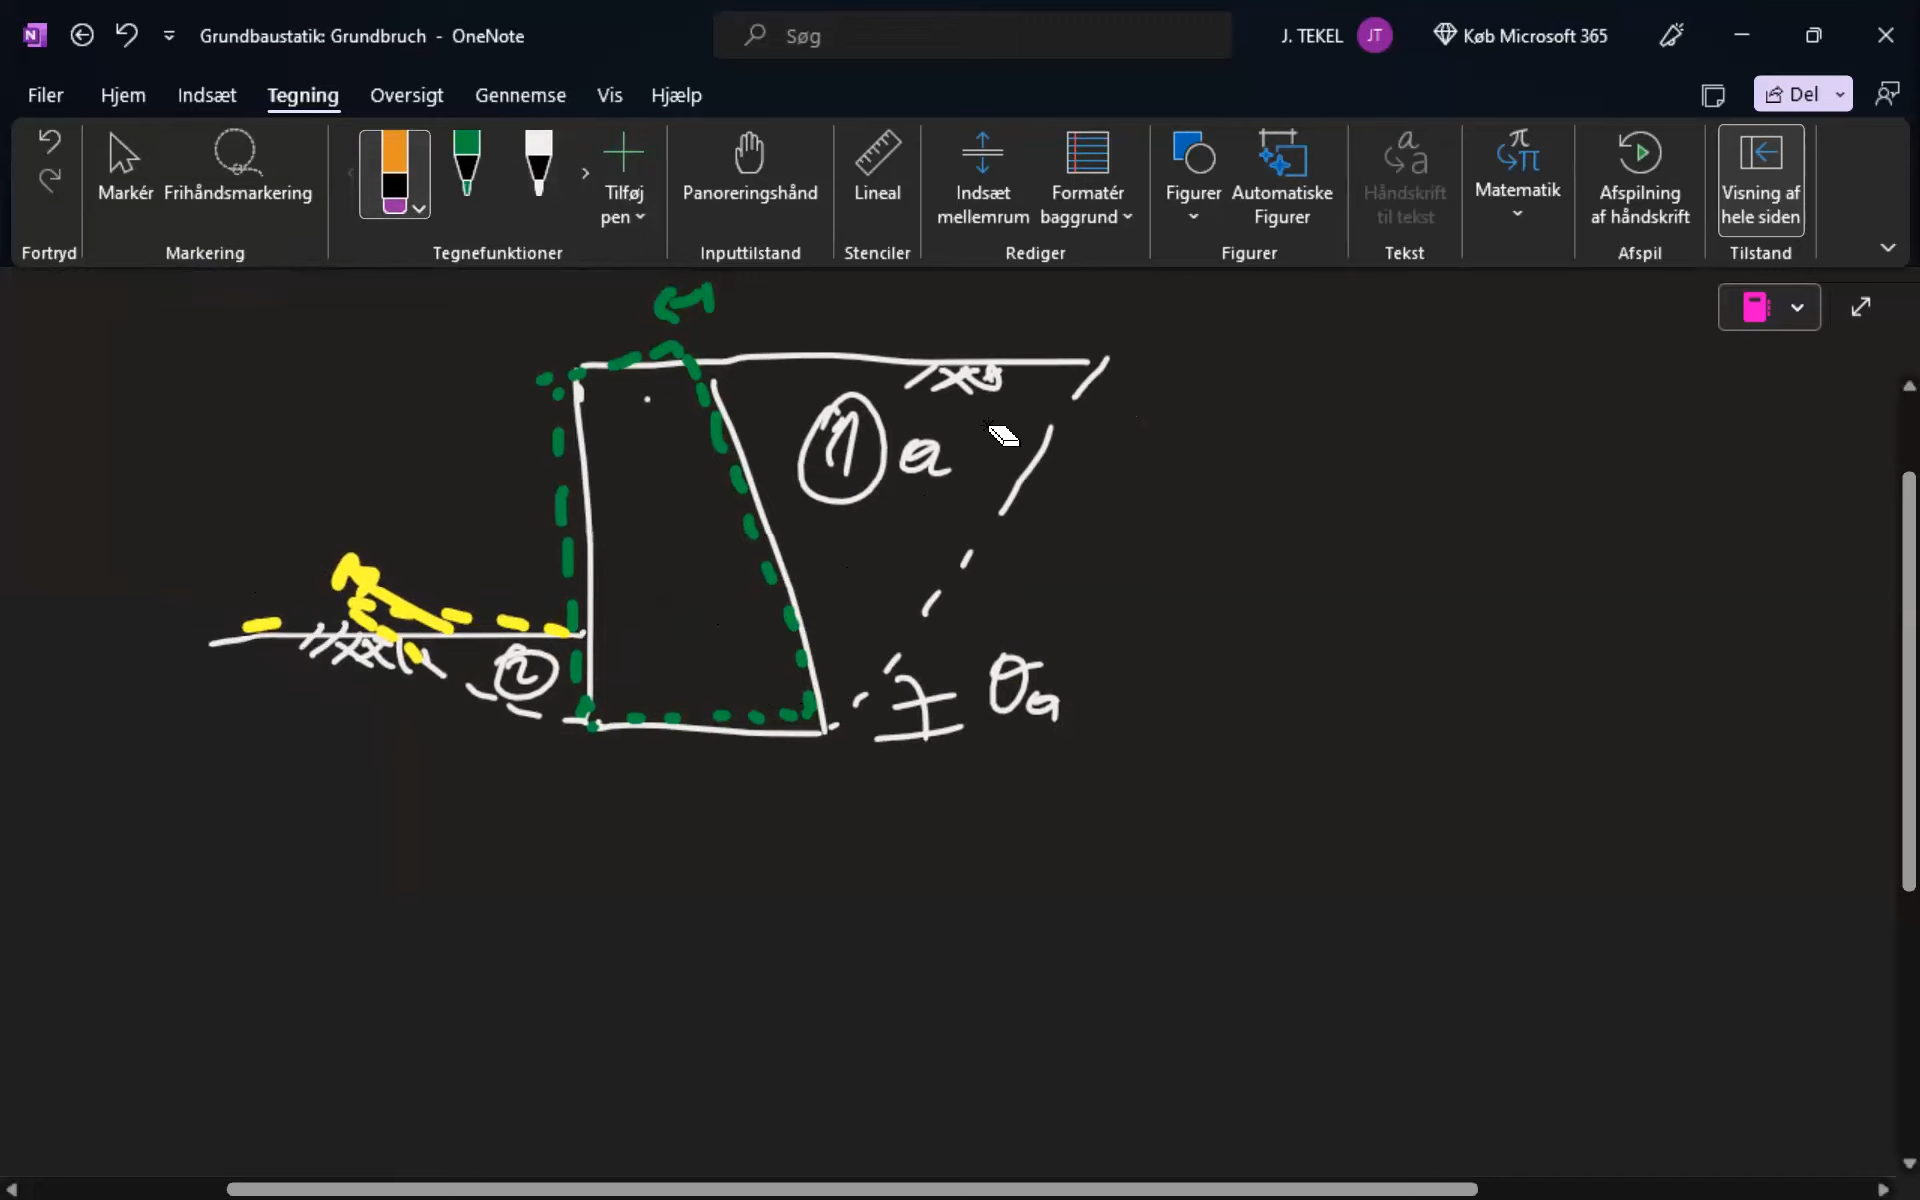 Grundbaustatik: Grundbruch - OneNote
Søg
J. TEKEL
JT
Køb Microsoft 365
Filer
Hjem
Indsæt
Tegning
Oversigt
Gennemse
Vis
Hjælp
Del
Markér
Frihåndsmarkering
Tilføj
pen
Panoreringshånd
Lineal
Indsæt
mellemrum
Formatér
baggrund
Figurer
Automatiske
Figurer
Håndskrift
til tekst
Matematik
Afspilning
af håndskrift
Visning af
hele siden
Fortryd
Markering
Tegnefunktioner
Inputtilstand
Stenciler
Rediger
Figurer
Tekst
Afspil
Tilstand
1 a
2